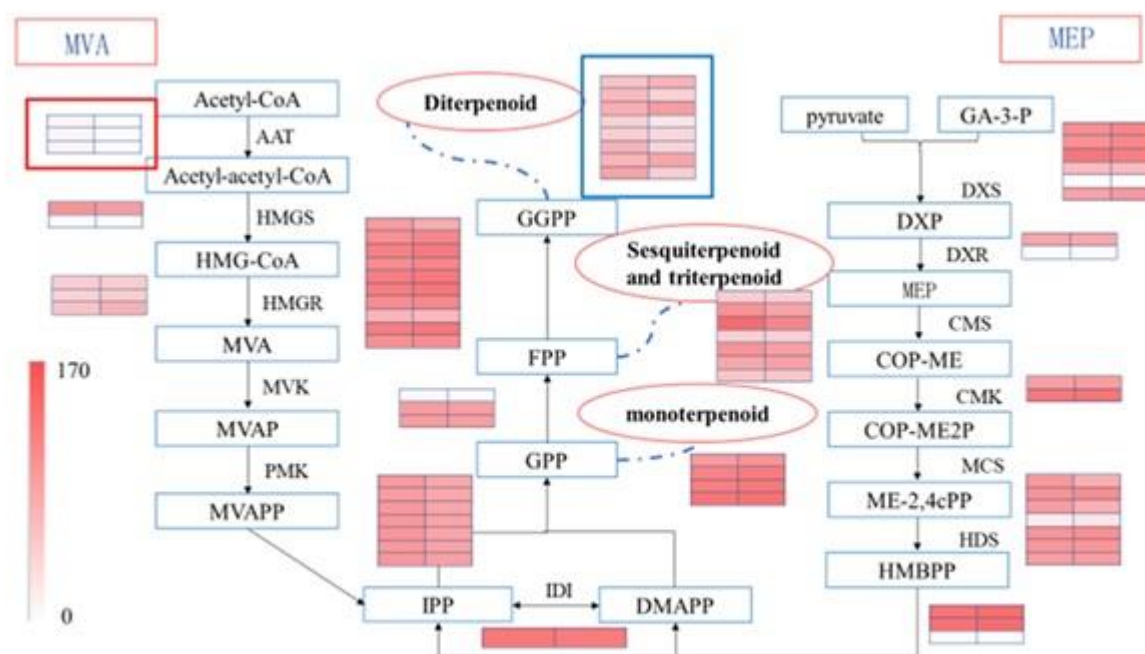 MVA
MEP
Acetyl-CoA
AAT
Acetyl-acetyl-CoA
HMGS
HMG-CoA
HMGR
MVA
MVK
MVAP
PMK
MVAPP
170
0
Diterpenoid
GGPP
Sesquiterpenoid
and triterpenoid
FPP
monoterpenoid
GPP
IPP
IDI
DMAPP
pyruvate
GA-3-P
DXS
DXP
DXR
MEP
CMS
COP-ME
CMK
COP-ME2P
MCS
ME-2,4cPP
HDS
HMBPP